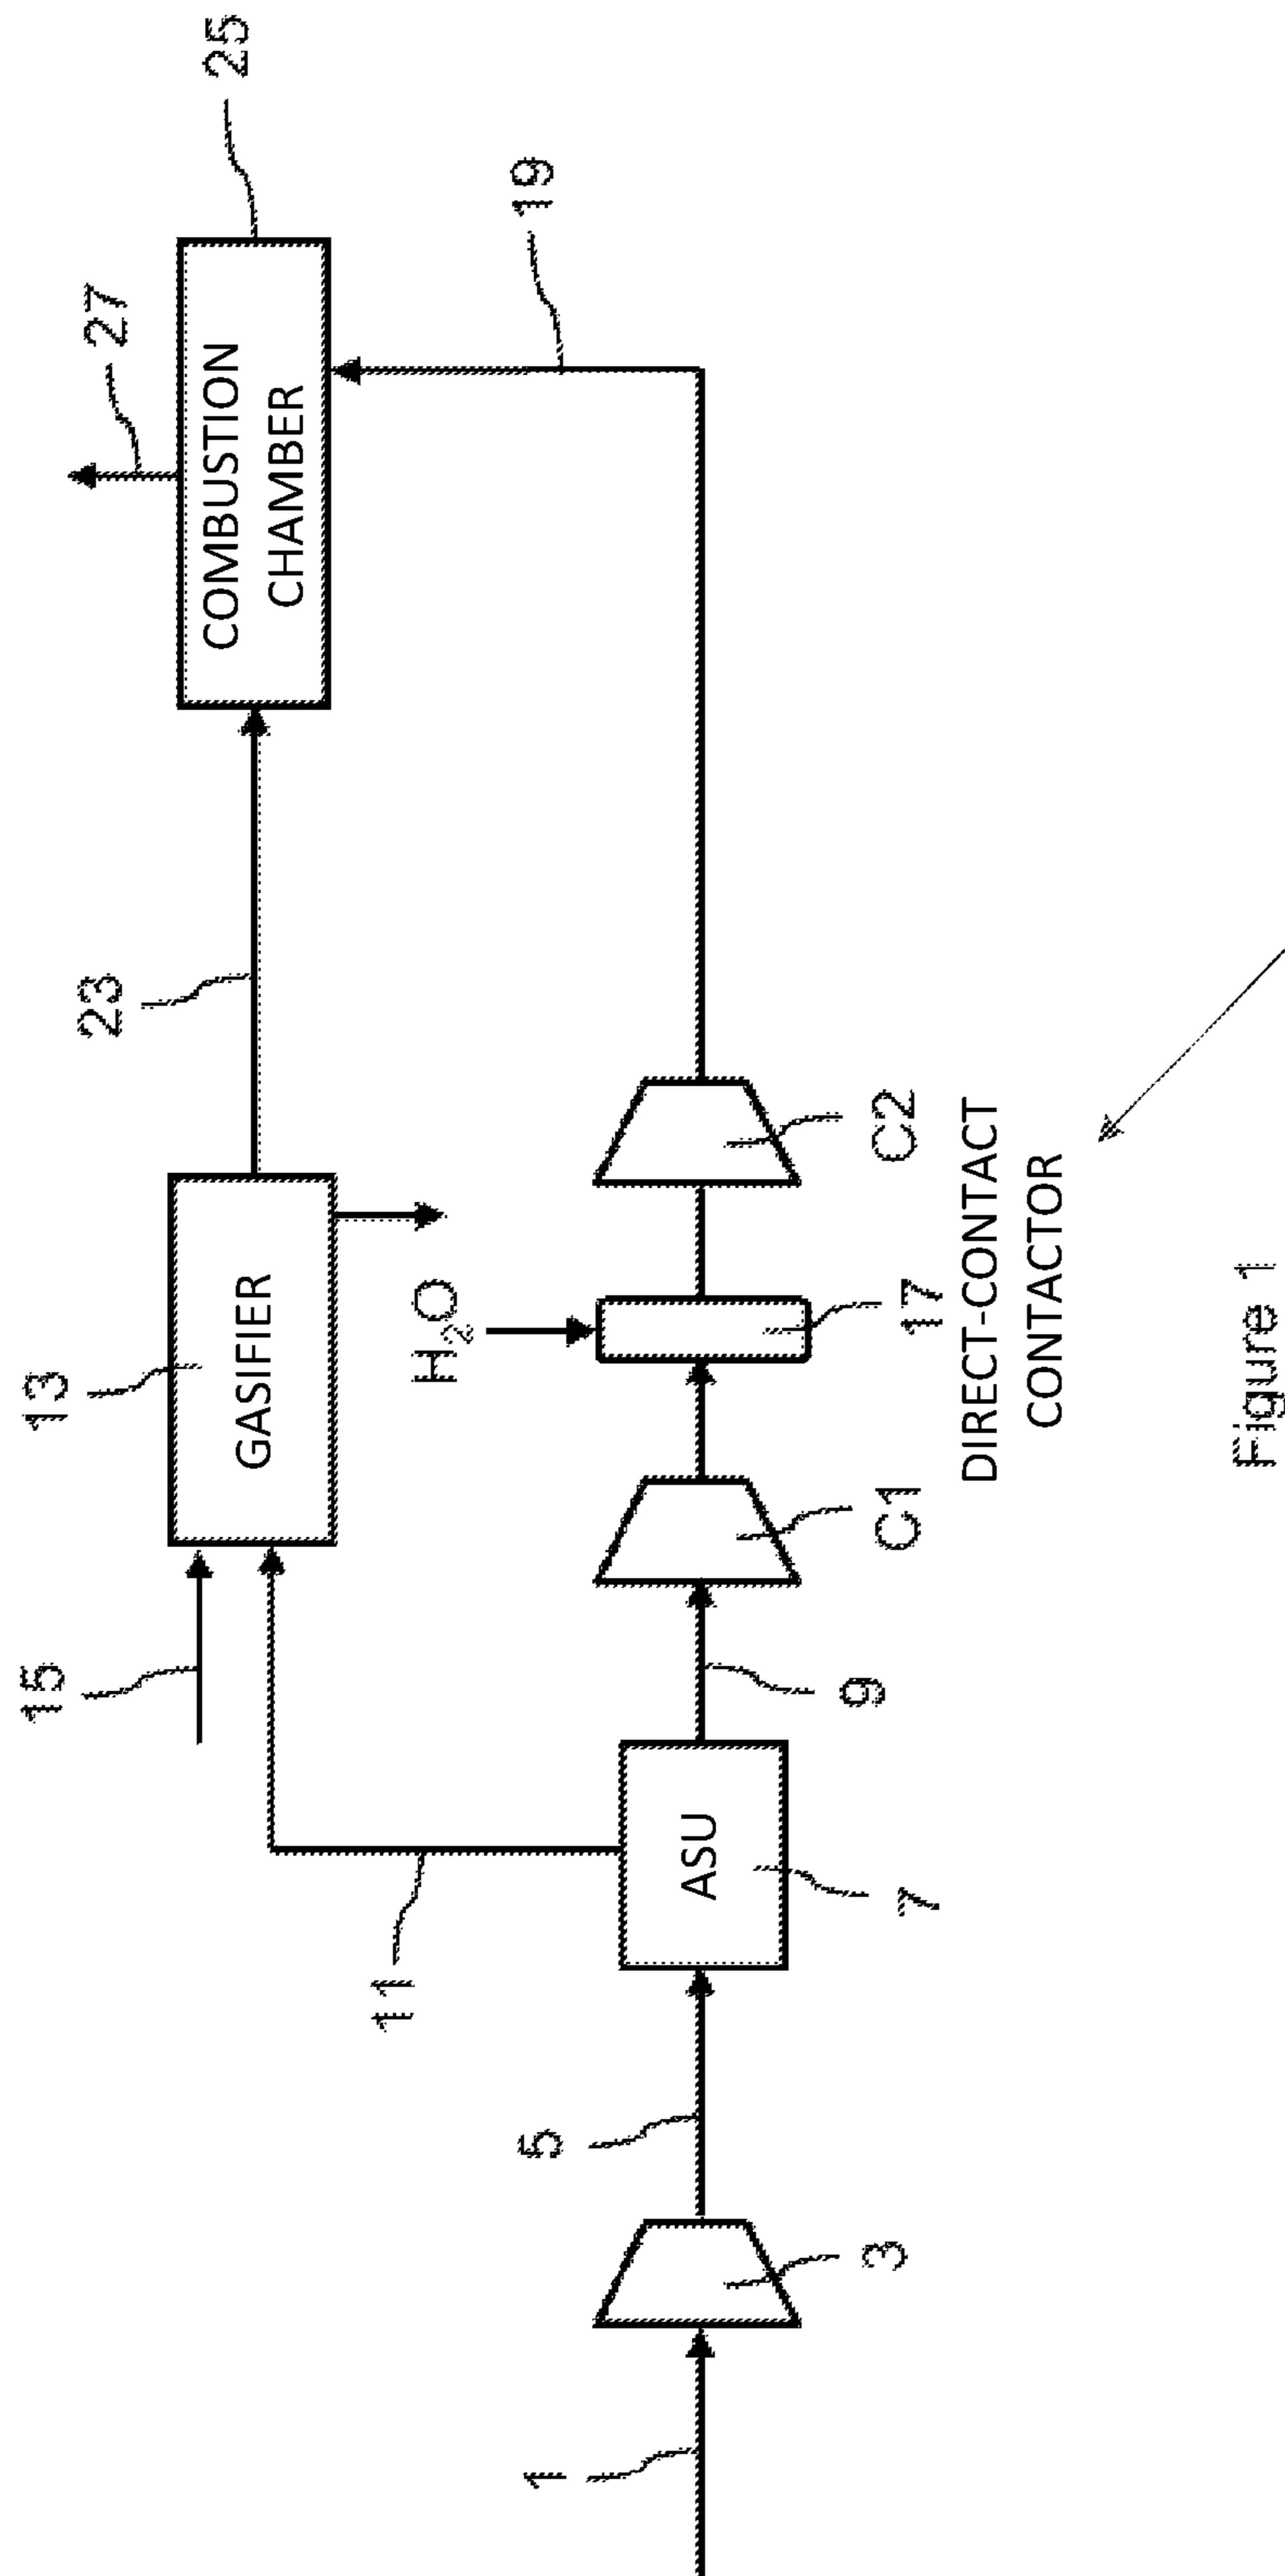 27
25
COMBUSTION
CHAMBER
19
23
13
GASIFIER
15
H₂O
11
C2
17
DIRECT-CONTACT
CONTACTOR
C1
9
ASU
7
5
3
1
Figure 1